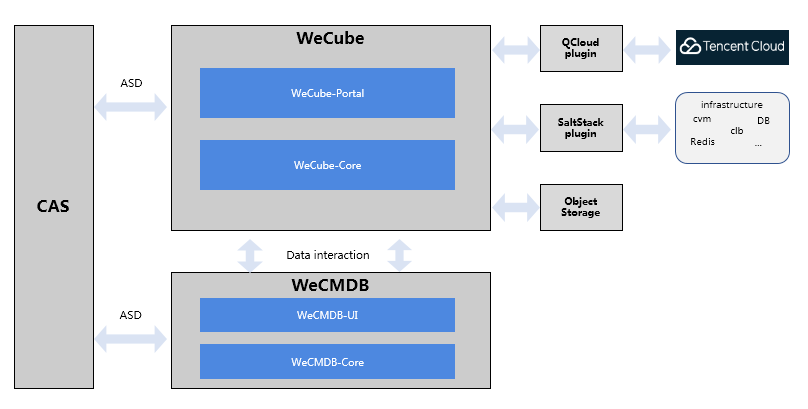 CAS
ASD
WeCube
WeCube-Portal
WeCube-Core
QCloud
plugin
Tencent Cloud
SaltStack
plugin
infrastructure
cvm
DB
clb
Redis
...
Object
Storage
Data interaction
ASD
WeCMDB
WeCMDB-UI
WeCMDB-Core